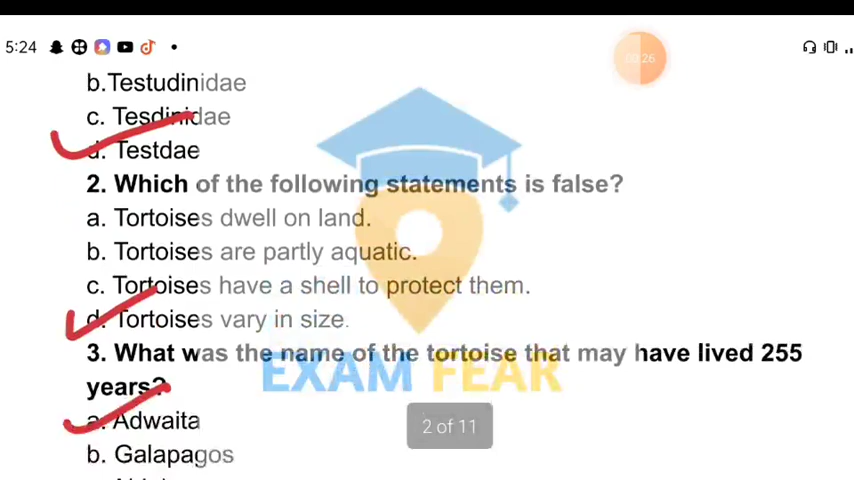 5:24
00:26
b.Testudinidae
c. Tesdinidae
d. Testdae
2. Which of the following statements is false?
a. Tortoises dwell on land.
b. Tortoises are partly aquatic.
c. Tortoises have a shell to protect them.
d. Tortoises vary in size.
3. What was the name of the tortoise that may have lived 255
years?
EXAM FEAR
a. Adwaita
2 of 11
b. Galapagos